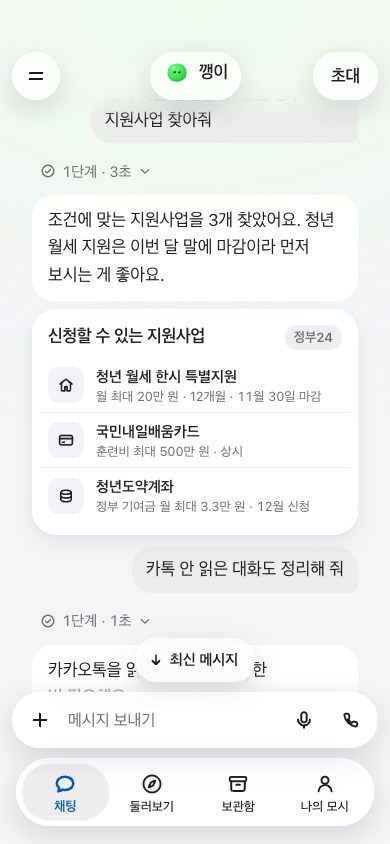 깽이
초대
지원사업 찾아줘
1단계 · 3초
조건에 맞는 지원사업을 3개 찾았어요. 청년
월세 지원은 이번 달 말에 마감이라 먼저
보시는 게 좋아요.
신청할 수 있는 지원사업
정부24
청년 월세 한시 특별지원
월 최대 20만 원 · 12개월 · 11월 30일 마감
국민내일배움카드
훈련비 최대 500만 원 · 상시
청년도약계좌
정부 기여금 월 최대 3.3만 원 · 12월 신청
카톡 안 읽은 대화도 정리해 줘
1단계 · 1초
카카오톡을
최신 메시지
메시지 보내기
채팅
둘러보기
보관함
나의 모시